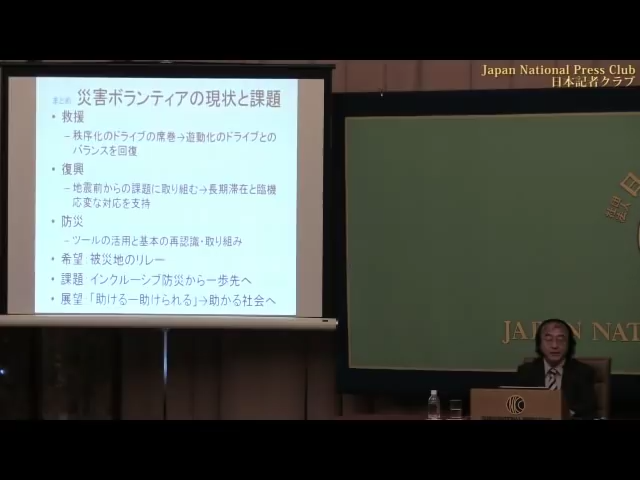 Japan National Press Club
日本記者クラブ
災害ボランティアの現状と課題
• 救援
– 秩序化のドライブの席巻→遊動化のドライブとの
バランスを回復
• 復興
– 地震前からの課題に取り組む→長期滞在と臨機
応変な対応を支持
• 防災
– ツールの活用と基本の再認識・取り組み
• 希望：被災地のリレー
• 課題：インクルーシブ防災から一歩先へ
• 展望：「助ける―助けられる」→助かる社会へ
JAPAN NAT